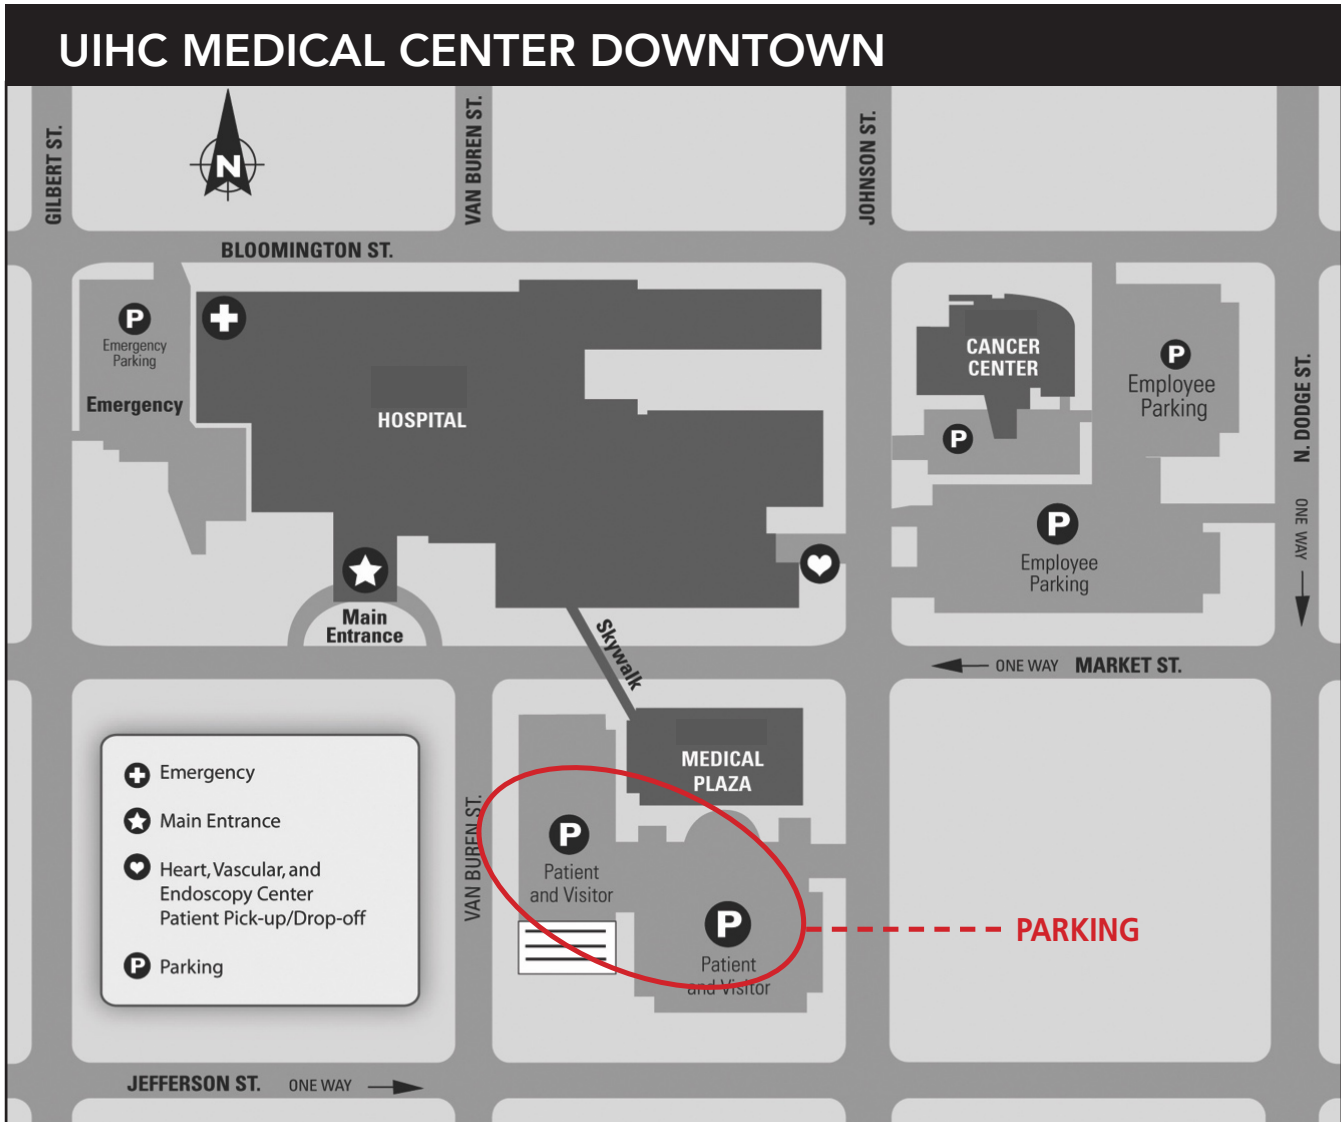 UIHC MEDICAL CENTER DOWNTOWN
GILBERT ST.
VAN BUREN ST.
JOHNSON ST.
N
BLOOMINGTON ST.
P
Emergency
Parking
Emergency
HOSPITAL
CANCER
CENTER
P
Employee
Parking
P
N. DODGE ST.
ONE WAY
P
Employee
Parking
Main
Entrance
Skywalk
ONE WAY MARKET ST.
MEDICAL
PLAZA
Emergency
Main Entrance
Heart, Vascular, and
Endoscopy Center
Patient Pick-up/Drop-off
P Parking
VAN BUREN ST.
P
Patient
and Visitor
P
Patient
and Visitor
PARKING
JEFFERSON ST. ONE WAY